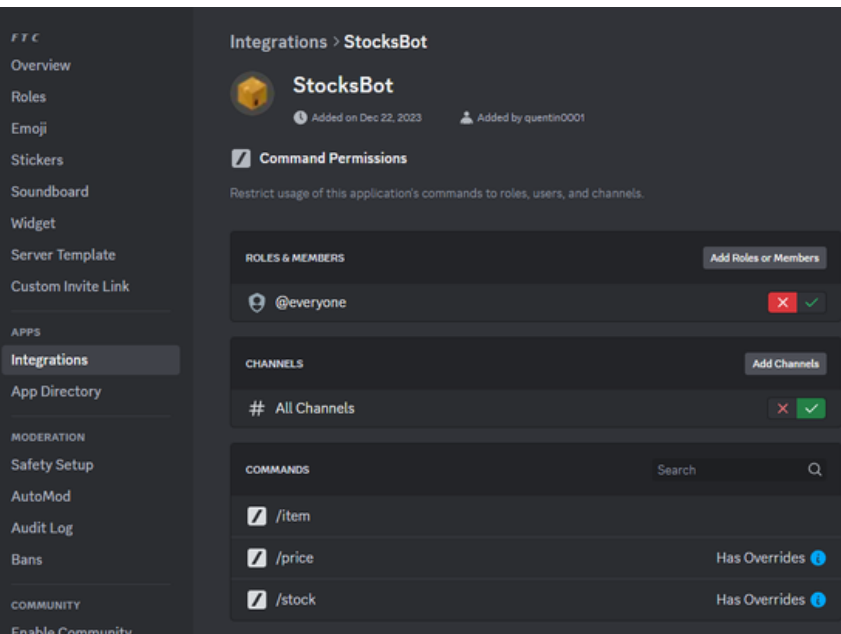 FTC
Overview
Roles
Emoji
Stickers
Soundboard
Widget
Server Template
Custom Invite Link
APPS
Integrations
App Directory
MODERATION
Safety Setup
AutoMod
Audit Log
Bans
COMMUNITY
Enable Community
Integrations > StocksBot
StocksBot
Added on Dec 22, 2023 Added by quentin0001
Command Permissions
Restrict usage of this application's commands to roles, users, and channels.
ROLES & MEMBERS Add Roles or Members
@everyone
CHANNELS Add Channels
# All Channels
COMMANDS Search
/item
/price Has Overrides
/stock Has Overrides